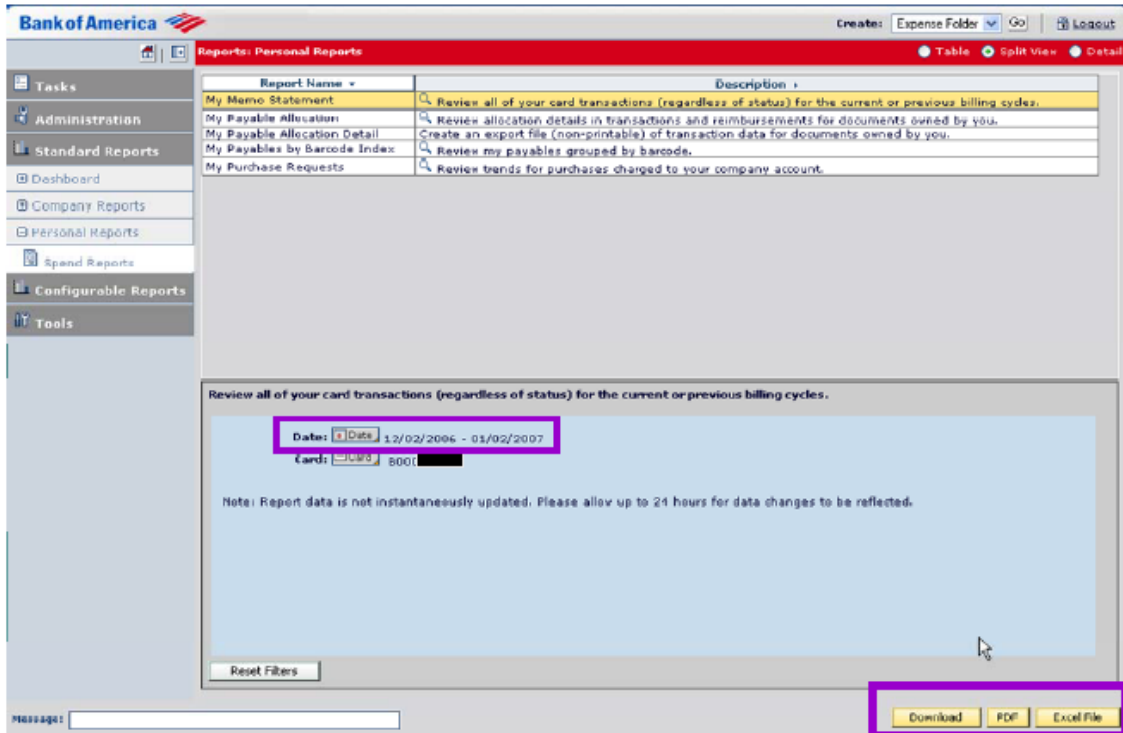 Bank of America
Create: Expense Folder Go Logout
Reports: Personal Reports
Table Split View Detail
Tasks
Administration
Standard Reports
Dashboard
Company Reports
Personal Reports
Spend Reports
Configurable Reports
Tools
Report Name Description
My Memo Statement Review all of your card transactions (regardless of status) for the current or previous billing cycles.
My Payable Allocation Review allocation details in transactions and reimbursements for documents owned by you.
My Payable Allocation Detail Create an export file (non-printable) of transaction data for documents owned by you.
My Payables by Barcode Index Review my payables grouped by barcode.
My Purchase Requests Review trends for purchases charged to your company account.
Review all of your card transactions (regardless of status) for the current or previous billing cycles.
Date: Date 12/02/2006 - 01/02/2007
Card: Card
Note: Report data is not instantaneously updated. Please allow up to 24 hours for data changes to be reflected.
Reset Filters
Message:
Download PDF Excel File